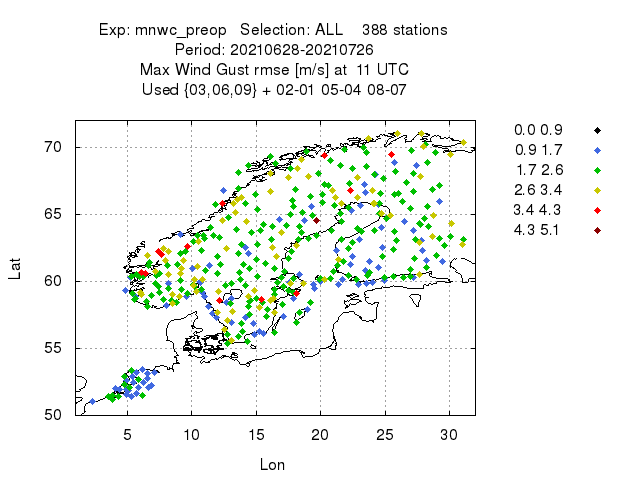 Exp: mnwc_preop Selection: ALL 388 stations
Period: 20210628-20210726
Max Wind Gust rmse [m/s] at 11 UTC
Used {03,06,09} + 02-01 05-04 08-07
0.0 0.9
0.9 1.7
1.7 2.6
2.6 3.4
3.4 4.3
4.3 5.1
70
65
60
55
50
Lat
5 10 15 20 25 30
Lon